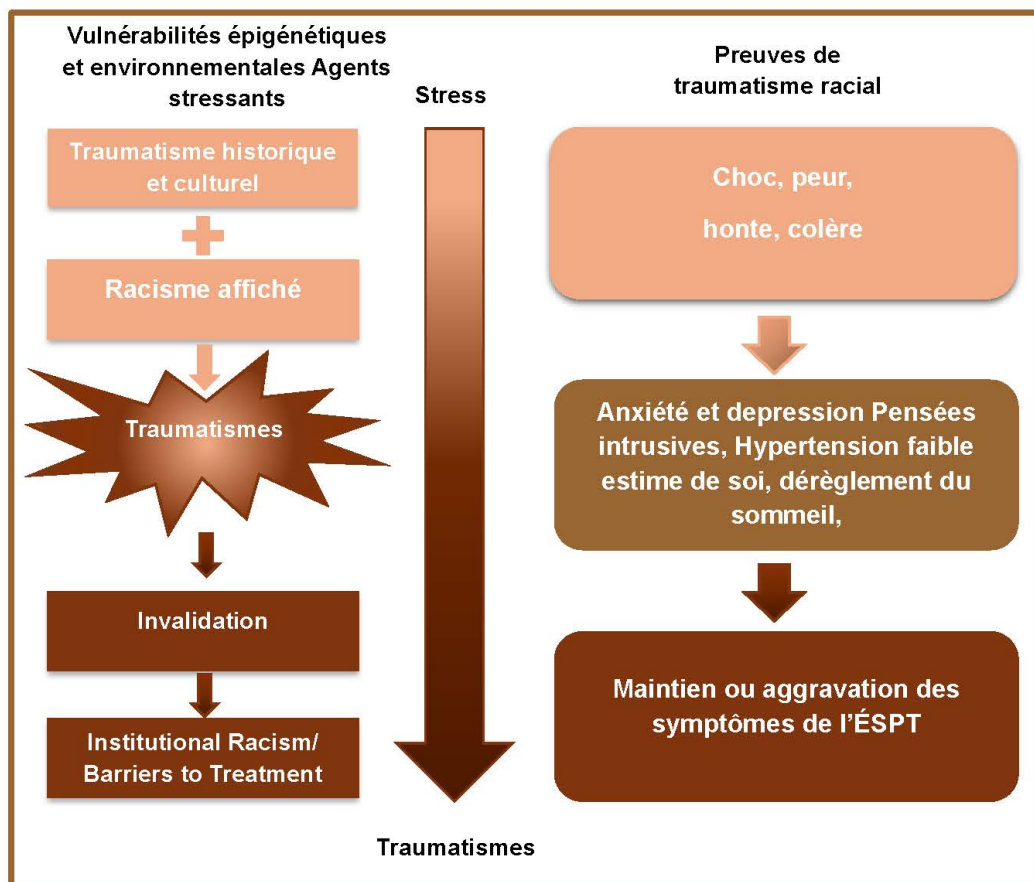 Vulnérabilités épigénétiques
et environnementales Agents
stressants
Traumatisme historique
et culturel
Racisme affiché
Traumatismes
Invalidation
Institutional Racism/
Barriers to Treatment
Stress
Traumatismes
Preuves de
traumatisme racial
Choc, peur,
honte, colère
Anxiété et depression Pensées
intrusives, Hypertension faible
estime de soi, dérèglement du
sommeil,
Maintien ou aggravation des
symptômes de l’ÉSPT